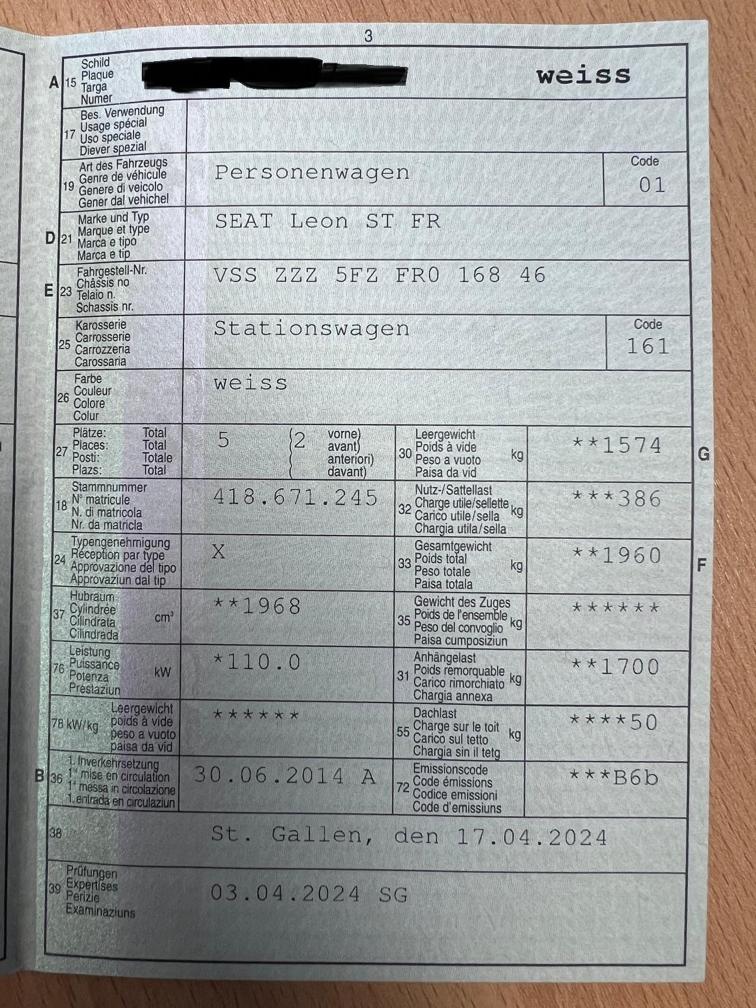 3
A 15 Schild
Plaque
Targa
Numer
weiss
17 Bes. Verwendung
Usage spécial
Uso speciale
Diever spezial
19 Art des Fahrzeugs
Genre de véhicule
Genere di veicolo
Gener dal vehichel
Personenwagen
Code
01
D 21 Marke und Typ
Marque et type
Marca e tipo
Marca e tip
SEAT Leon ST FR
E 23 Fahrgestell-Nr.
Châssis no
Telaio n.
Schassis nr.
VSS ZZZ 5FZ FR0 168 46
25 Karosserie
Carrosserie
Carrozzeria
Carossaria
Stationswagen
Code
161
26 Farbe
Couleur
Colore
Colur
weiss
27 Plätze: Total
Places: Total
Posti: Totale
Plazs: Total
5 (2 vorne)
avant)
anteriori)
davant)
30 Leergewicht
Poids à vide
Peso a vuoto
Paisa da vid
kg
**1574
G
18 Stammnummer
N° matricule
N. di matricola
Nr. da matricla
418.671.245
32 Nutz-/Sattellast
Charge utile/sellette
Carico utile/sella
Chargia utila/sella
kg
***386
24 Typengenehmigung
Réception par type
Approvazione del tipo
Approvaziun dal tip
X
33 Gesamtgewicht
Poids total
Peso totale
Paisa totala
kg
**1960
F
37 Hubraum
Cylindrée
Cilindrata
Cilindrada
cm³
**1968
35 Gewicht des Zuges
Poids de l'ensemble
Peso del convoglio
Paisa cumposiziun
kg
******
76 Leistung
Puissance
Potenza
Prestaziun
kW
*110.0
31 Anhängelast
Poids remorquable
Carico rimorchiato
Chargia annexa
kg
**1700
78 kW/kg Leergewicht
poids à vide
peso a vuoto
paisa da vid
******
55 Dachlast
Charge sur le toit
Carico sul tetto
Chargia sin il tetg
kg
****50
B 36 1. Inverkehrsetzung
1re mise en circulation
1a messa in circolazione
1. entrada en circulaziun
30.06.2014 A
72 Emissionscode
Code émissions
Codice emissioni
Code d'emissiuns
***B6b
38
St. Gallen, den 17.04.2024
39 Prüfungen
Expertises
Perizie
Examinaziuns
03.04.2024 SG